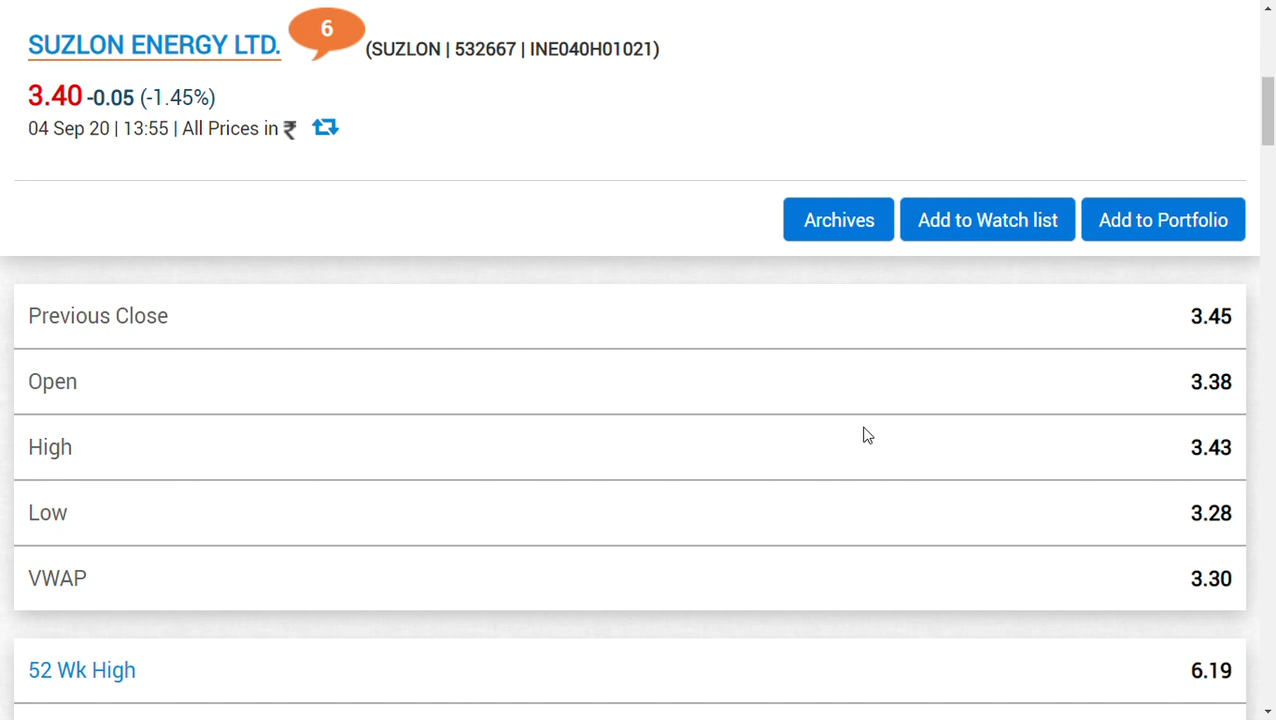 SUZLON ENERGY LTD. 6 (SUZLON | 532667 | INE040H01021)
3.40 -0.05 (-1.45%)
04 Sep 20 | 13:55 | All Prices in ₹
Archives Add to Watch list Add to Portfolio
Previous Close 3.45
Open 3.38
High 3.43
Low 3.28
VWAP 3.30
52 Wk High 6.19